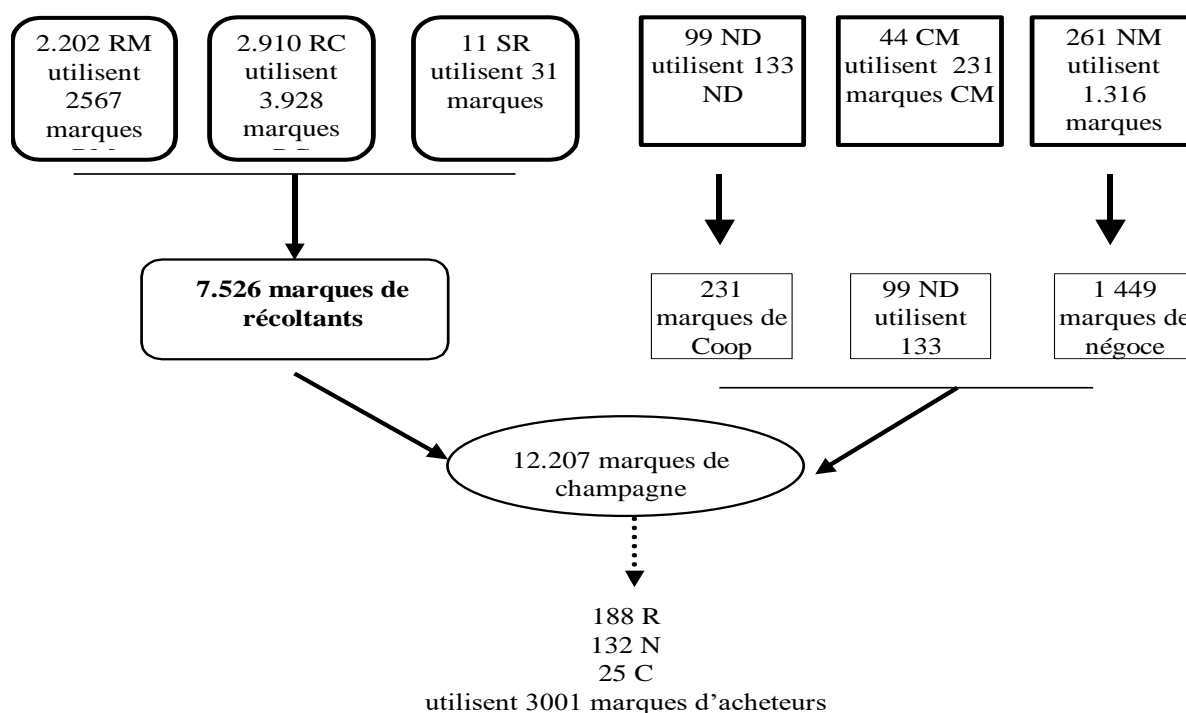 2.202 RM
utilisent
2567
marques
2.910 RC
utilisent
3.928
marques
11 SR
utilisent 31
marques
99 ND
utilisent 133
ND
44 CM
utilisent 231
marques CM
261 NM
utilisent
1.316
marques
7.526 marques de
récoltants
231
marques de
Coop
99 ND
utilisent
133
1 449
marques de
négoce
12.207 marques de
champagne
188 R
132 N
25 C
utilisent 3001 marques d’acheteurs